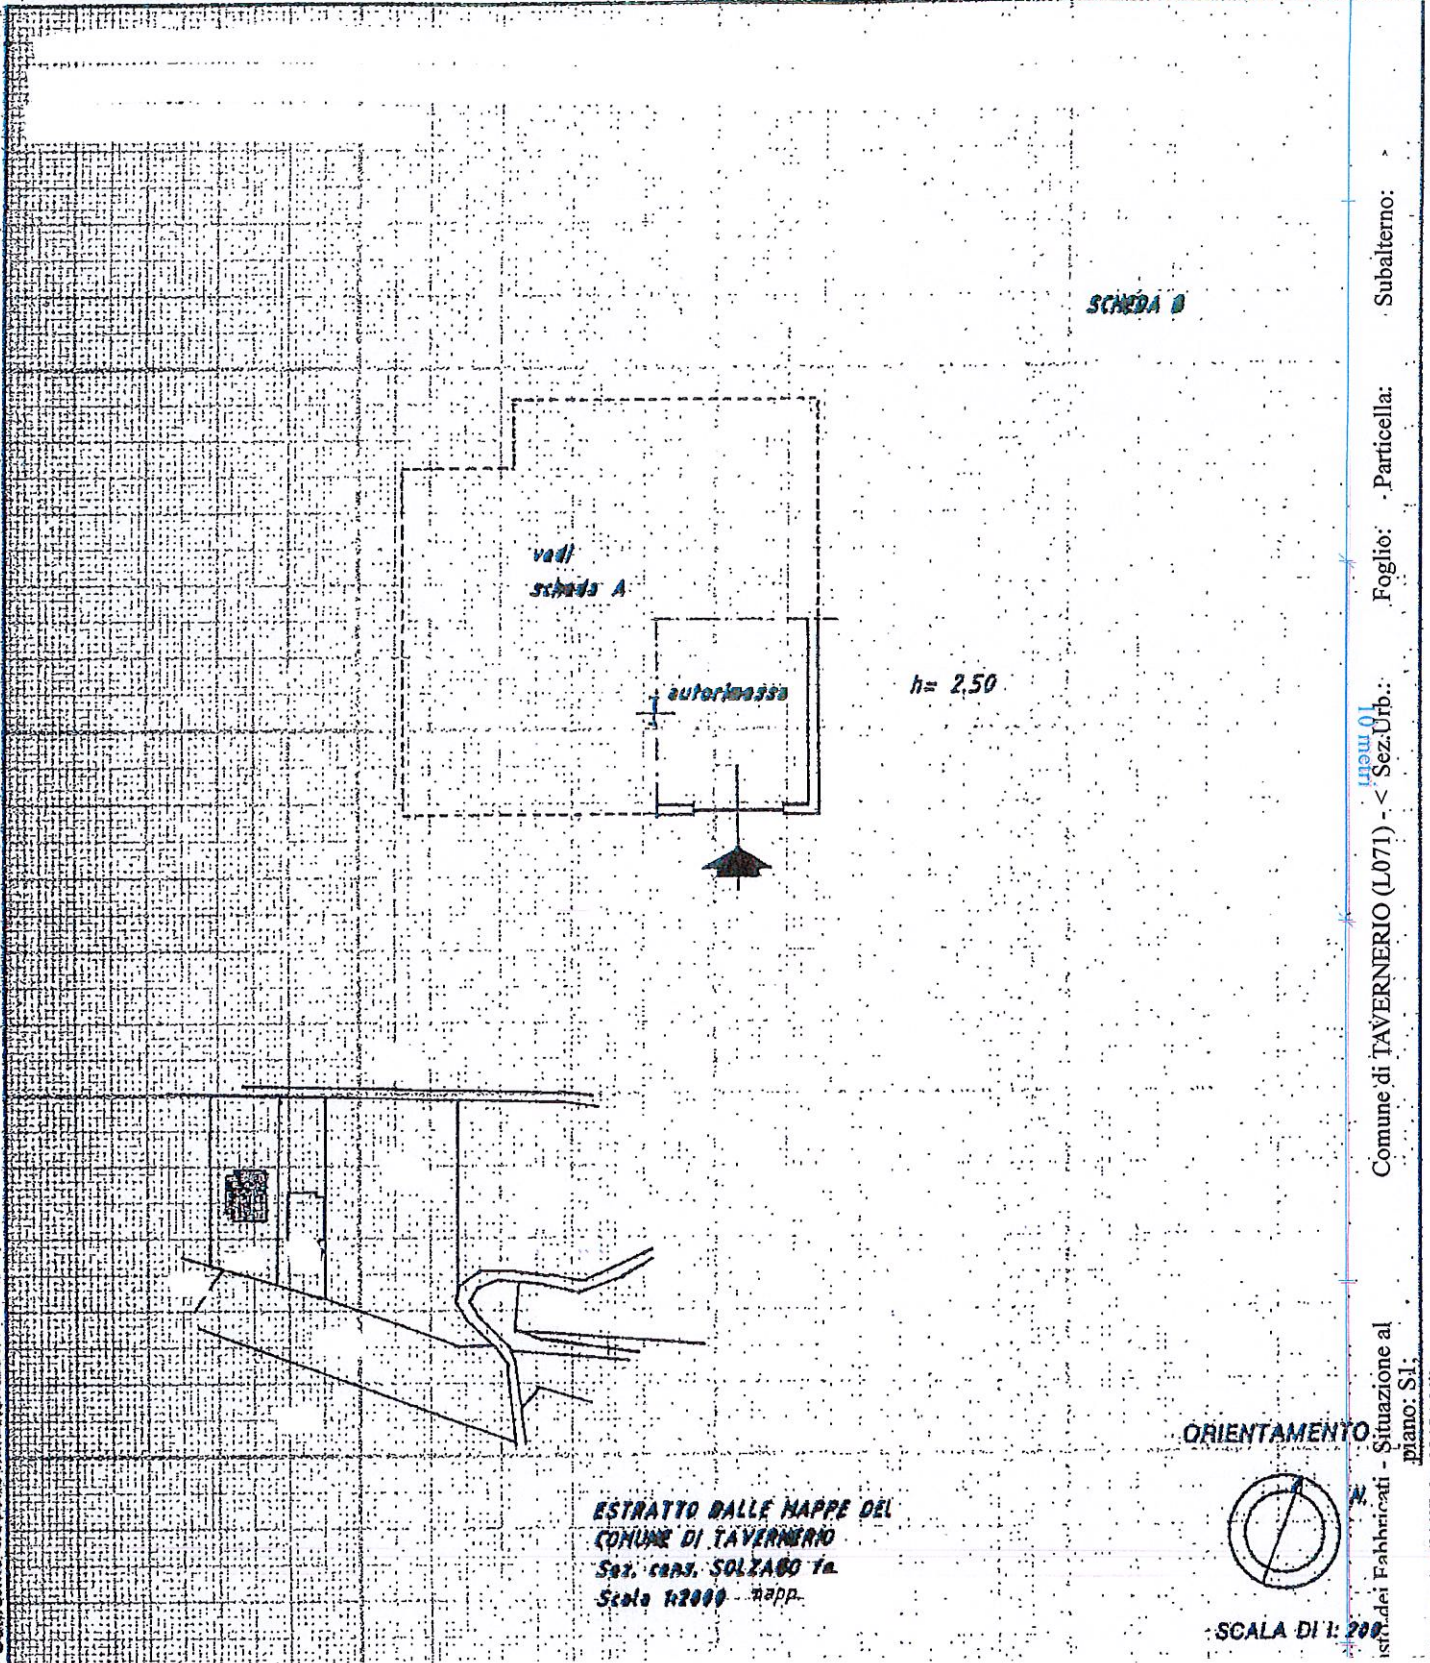 SCHEDA B
vedi
scheda A
autorimessa
h= 2.50
ESTRATTO DALLE MAPPE DEL
COMUNE DI TAVERNERIO
Sez. cens. SOLZAGO fg.
Scala 1:2000 mapp.
ORIENTAMENTO
N.
SCALA DI 1: 200
10 metri
dei Fabbricati - Situazione al Comune di TAVERNERIO (L071) - < Sez.Urb.: Foglio: Particella: Subalterno:
piano: S1;